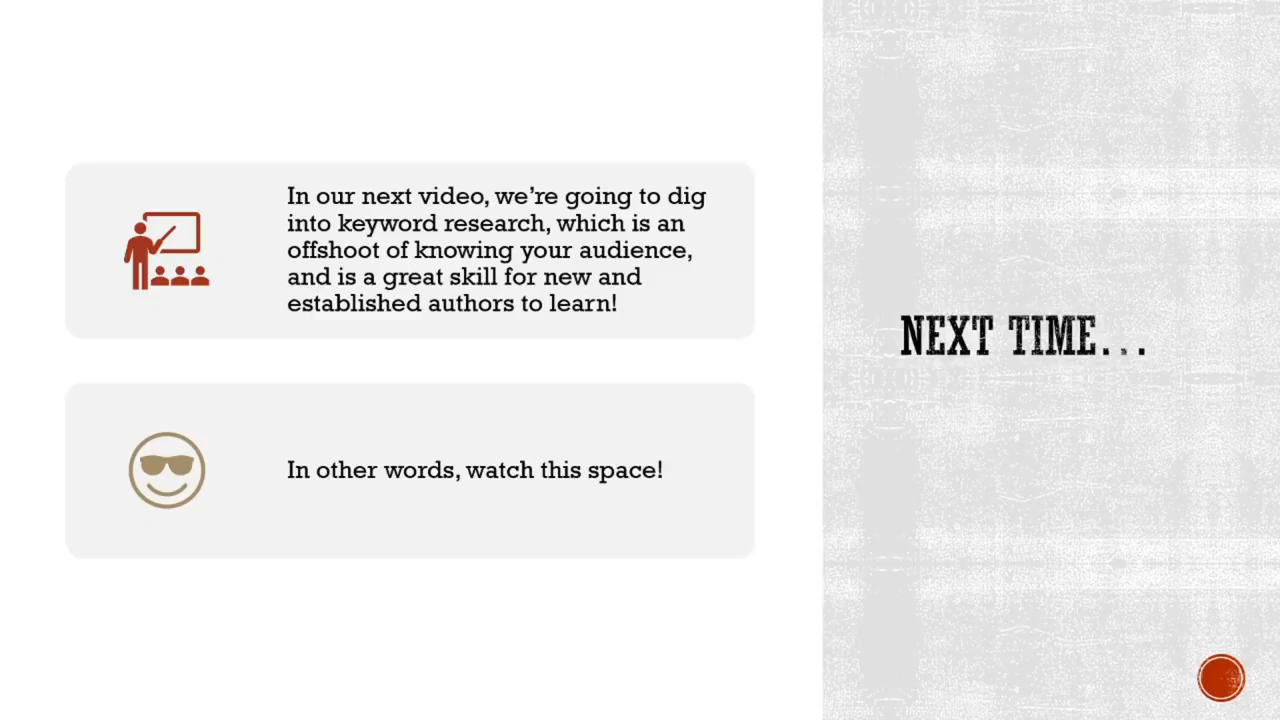 In our next video, we’re going to dig
into keyword research, which is an
offshoot of knowing your audience,
and is a great skill for new and
established authors to learn!
In other words, watch this space!
NEXT TIME...